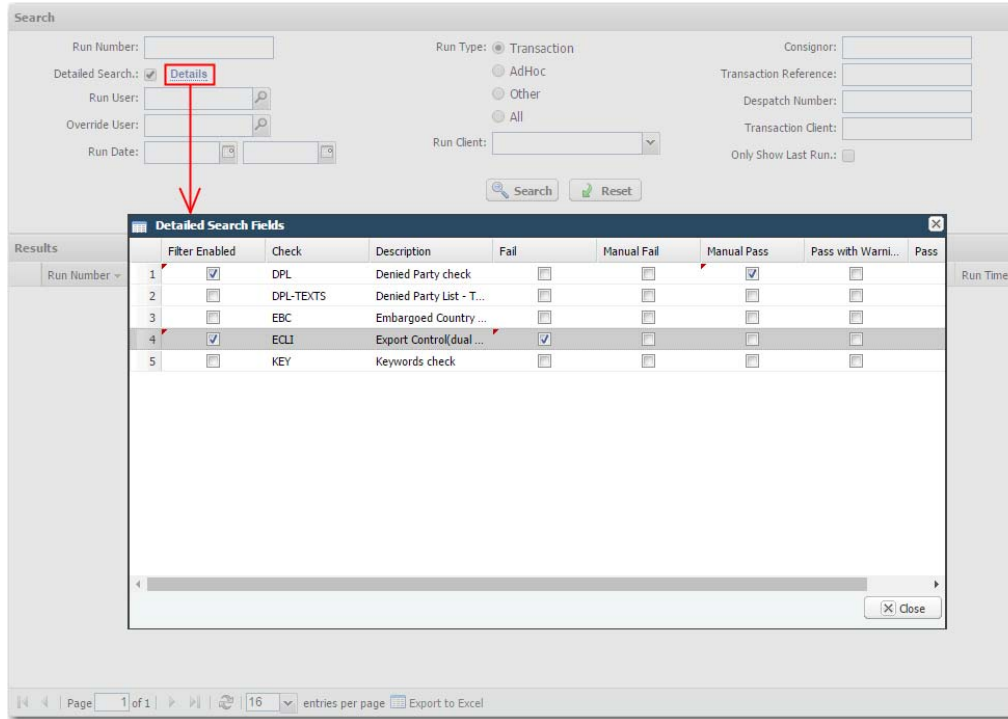 Search
Run Number:
Run Type: Transaction
Consignor:
Detailed Search.: Details
AdHoc
Transaction Reference:
Run User:
Other
Despatch Number:
Override User:
All
Transaction Client:
Run Date:
Run Client:
Only Show Last Run.:
Search Reset
Detailed Search Fields
Results
Filter Enabled Check Description Fail Manual Fail Manual Pass Pass with Warni... Pass
Run Number
Run Time
1 DPL Denied Party check
2 DPL-TEXTS Denied Party List - T...
3 EBC Embargoed Country ...
4 ECLI Export Control(dual ...
5 KEY Keywords check
Close
Page 1 of 1 16 entries per page Export to Excel